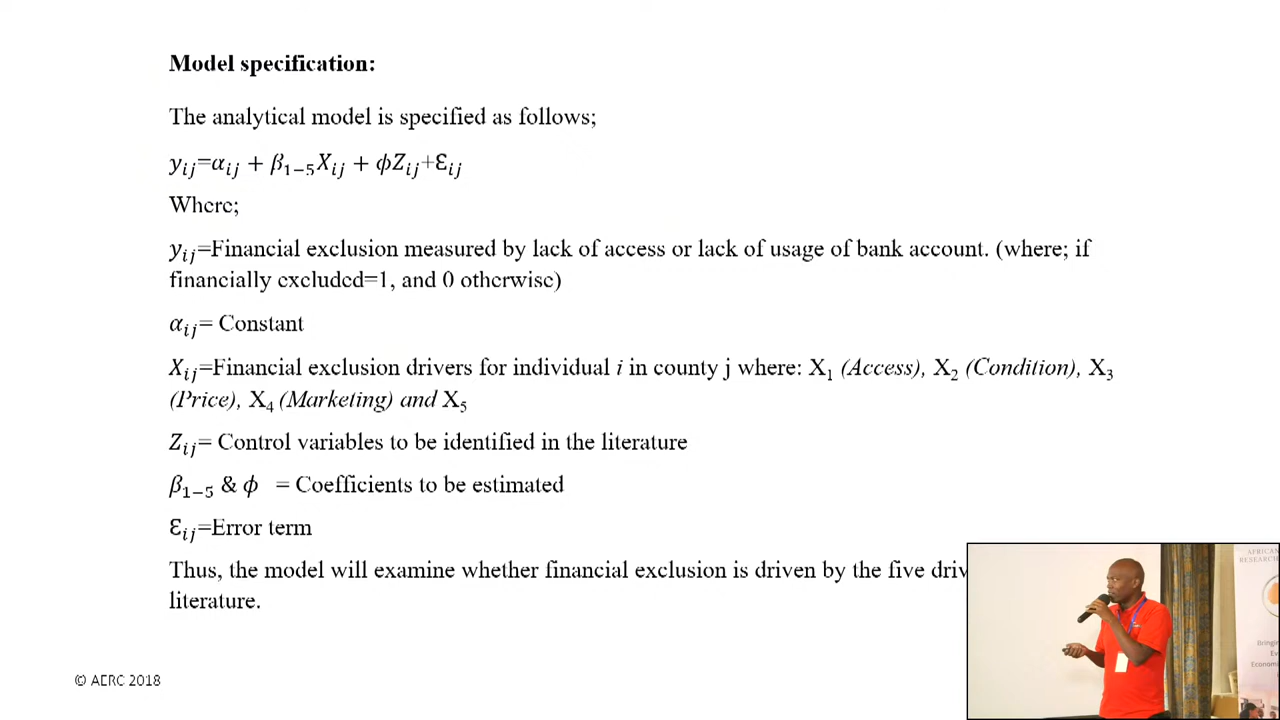 Model specification:
The analytical model is specified as follows;
yᵢⱼ=αᵢⱼ + β₁₋₅Xᵢⱼ + ϕZᵢⱼ+Ɛᵢⱼ
Where;
yᵢⱼ=Financial exclusion measured by lack of access or lack of usage of bank account. (where; if
financially excluded=1, and 0 otherwise)
αᵢⱼ= Constant
Xᵢⱼ=Financial exclusion drivers for individual i in county j where: X₁ (Access), X₂ (Condition), X₃
(Price), X₄ (Marketing) and X₅
Zᵢⱼ= Control variables to be identified in the literature
β₁₋₅ & ϕ = Coefficients to be estimated
Ɛᵢⱼ=Error term
Thus, the model will examine whether financial exclusion is driven by the five
literature.
© AERC 2018
AFRICAN
RESEARCH